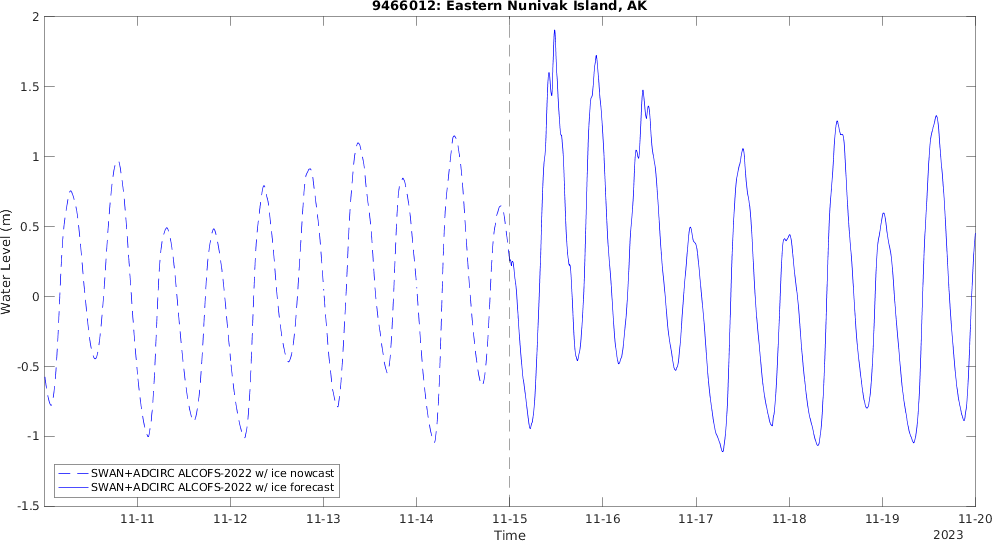 9466012: Eastern Nunivak Island, AK
2
1.5
1
0.5
0
-0.5
-1
-1.5
Water Level (m)
SWAN+ADCIRC ALCOFS-2022 w/ ice nowcast
SWAN+ADCIRC ALCOFS-2022 w/ ice forecast
11-11 11-12 11-13 11-14 11-15 11-16 11-17 11-18 11-19 11-20
Time
2023